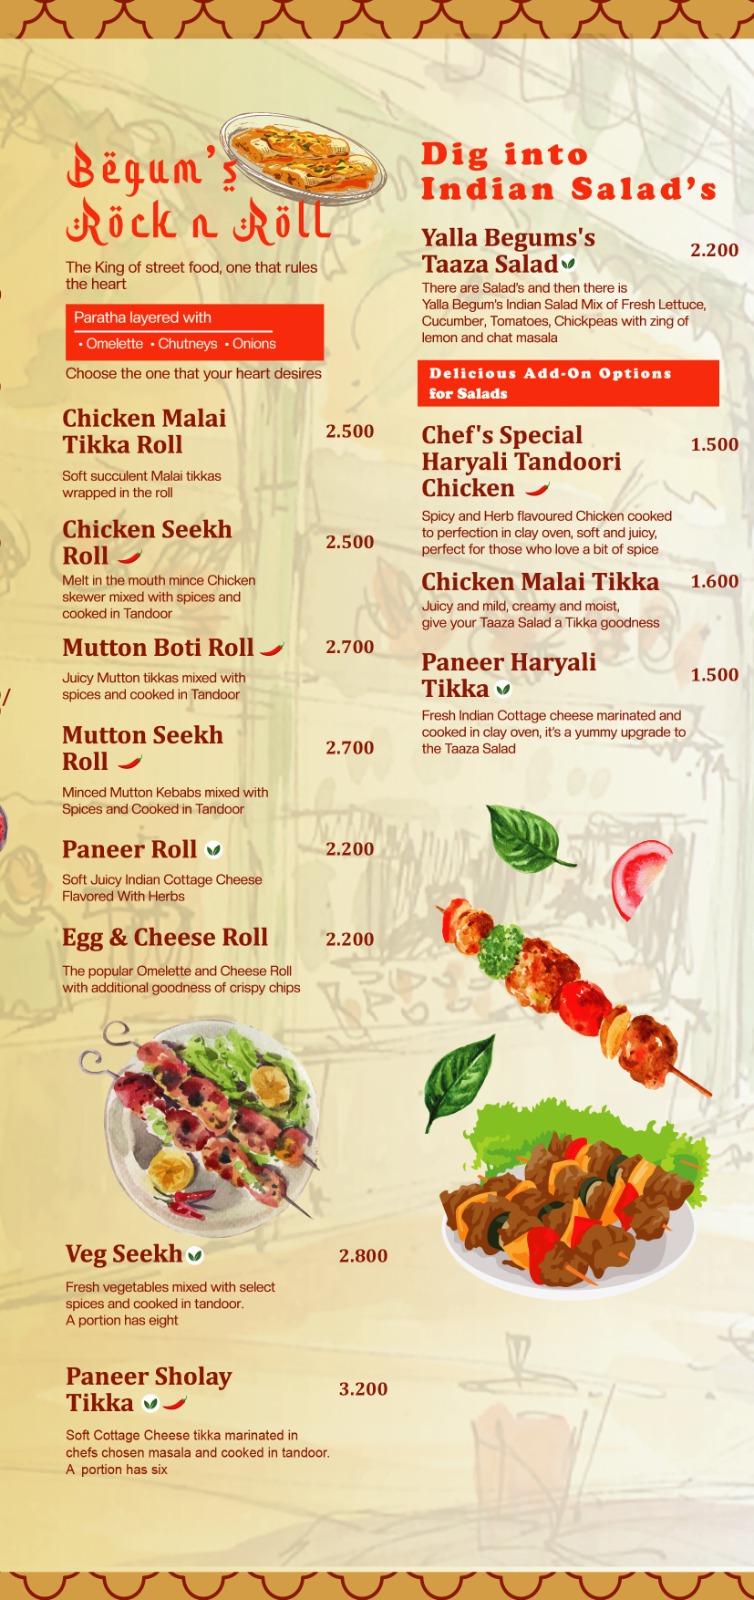 Bëgum's
Röck n Röll
The King of street food, one that rules
the heart
Paratha layered with
• Omelette • Chutneys • Onions
Choose the one that your heart desires
Chicken Malai
Tikka Roll
2.500
Soft succulent Malai tikkas
wrapped in the roll
Chicken Seekh
Roll
2.500
Melt in the mouth mince Chicken
skewer mixed with spices and
cooked in Tandoor
Mutton Boti Roll
2.700
Juicy Mutton tikkas mixed with
spices and cooked in Tandoor
Mutton Seekh
Roll
2.700
Minced Mutton Kebabs mixed with
Spices and Cooked in Tandoor
Paneer Roll
2.200
Soft Juicy Indian Cottage Cheese
Flavored With Herbs
Egg & Cheese Roll
2.200
The popular Omelette and Cheese Roll
with additional goodness of crispy chips
Veg Seekh
2.800
Fresh vegetables mixed with select
spices and cooked in tandoor.
A portion has eight
Paneer Sholay
Tikka
3.200
Soft Cottage Cheese tikka marinated in
chefs chosen masala and cooked in tandoor.
A portion has six
Dig into
Indian Salad's
Yalla Begums's
Taaza Salad
2.200
There are Salad's and then there is
Yalla Begum's Indian Salad Mix of Fresh Lettuce,
Cucumber, Tomatoes, Chickpeas with zing of
lemon and chat masala
Delicious Add-On Options
for Salads
Chef's Special
Haryali Tandoori
Chicken
1.500
Spicy and Herb flavoured Chicken cooked
to perfection in clay oven, soft and juicy,
perfect for those who love a bit of spice
Chicken Malai Tikka
1.600
Juicy and mild, creamy and moist,
give your Taaza Salad a Tikka goodness
Paneer Haryali
Tikka
1.500
Fresh Indian Cottage cheese marinated and
cooked in clay oven, it's a yummy upgrade to
the Taaza Salad